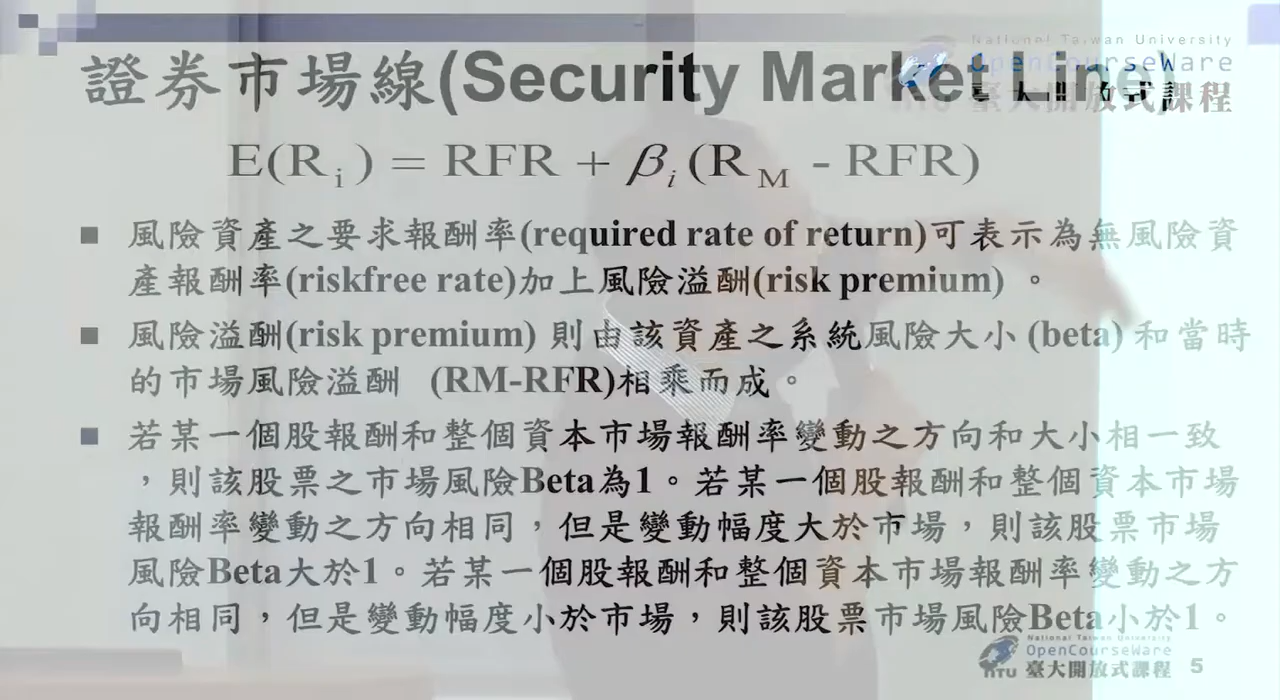 證券市場線(Security Market Line)
National Taiwan University
OpenCourseWare
NTU 臺大開放式課程
E(R i) = RFR + βi (R M - RFR)
■ 風險資產之要求報酬率(required rate of return)可表示為無風險資
產報酬率(riskfree rate)加上風險溢酬(risk premium) 。
■ 風險溢酬(risk premium) 則由該資產之系統風險大小 (beta) 和當時
的市場風險溢酬 (RM-RFR)相乘而成。
■ 若某一個股報酬和整個資本市場報酬率變動之方向和大小相一致
，則該股票之市場風險Beta為1。若某一個股報酬和整個資本市場
報酬率變動之方向相同，但是變動幅度大於市場，則該股票市場
風險Beta大於1。若某一個股報酬和整個資本市場報酬率變動之方
向相同，但是變動幅度小於市場，則該股票市場風險Beta小於1。
National Taiwan University
OpenCourseWare
NTU 臺大開放式課程 5